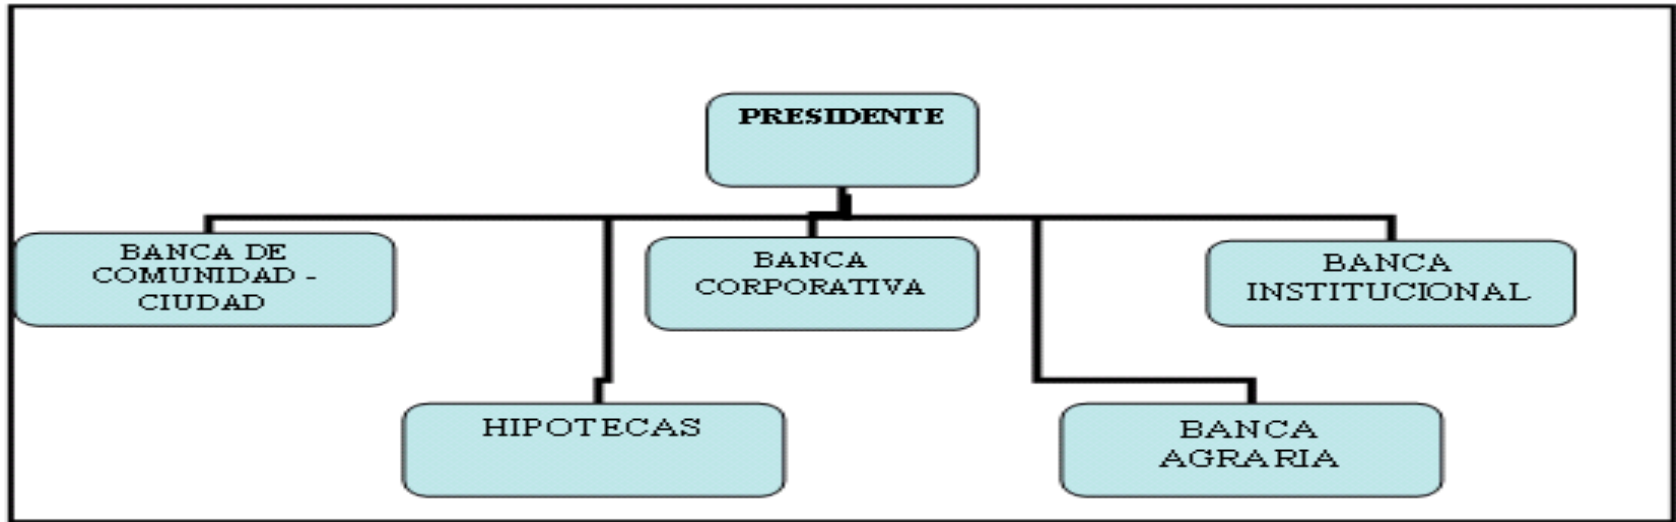 PRESIDENTE
BANCA DE
COMUNIDAD -
CIUDAD
BANCA
CORPORATIVA
BANCA
INSTITUCIONAL
HIPOTECAS
BANCA
AGRARIA